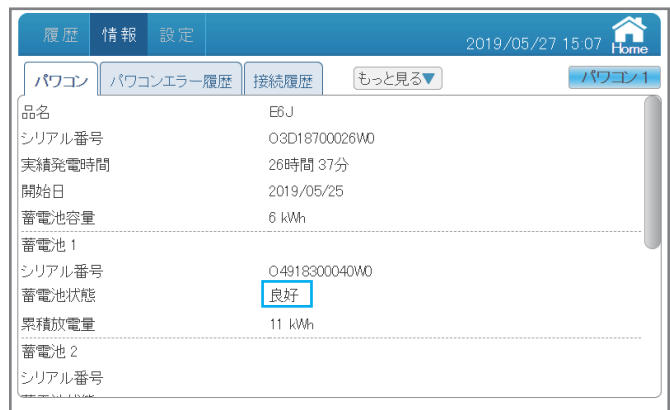 履歴 情報 設定 2019/05/27 15:07 Home
パワコン パワコンエラー履歴 接続履歴 もっと見る▼ パワコン1
品名 E6J
シリアル番号 O3D18700026W0
実績発電時間 26時間 37分
開始日 2019/05/25
蓄電池容量 6 kWh
蓄電池 1
シリアル番号 O4918300040W0
蓄電池状態 良好
累積放電量 11 kWh
蓄電池 2
シリアル番号